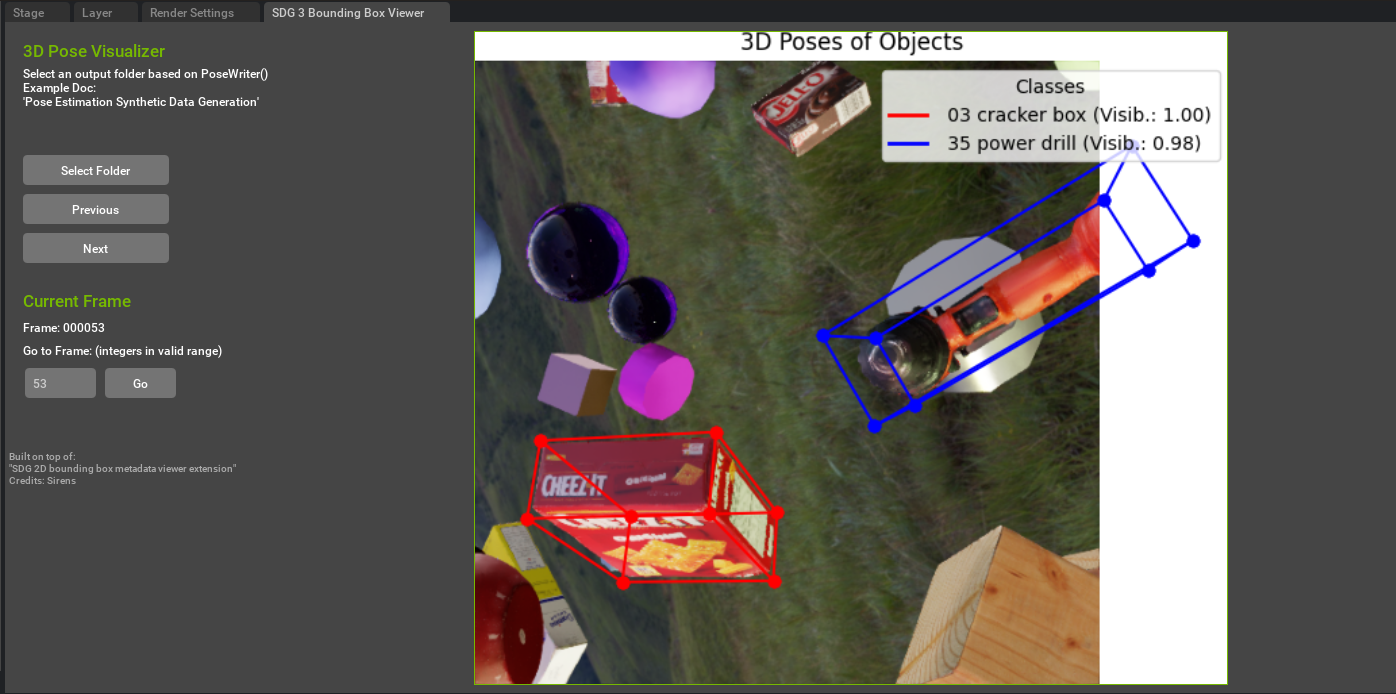 Stage
Layer
Render Settings
SDG 3 Bounding Box Viewer
3D Pose Visualizer
Select an output folder based on PoseWriter()
Example Doc:
'Pose Estimation Synthetic Data Generation'
Select Folder
Previous
Next
Current Frame
Frame: 000053
Go to Frame: (integers in valid range)
53
Go
Built on top of:
"SDG 2D bounding box metadata viewer extension"
Credits: Sirens
3D Poses of Objects
Classes
03 cracker box (Visib.: 1.00)
35 power drill (Visib.: 0.98)
JELL-O
CHEEZ-IT